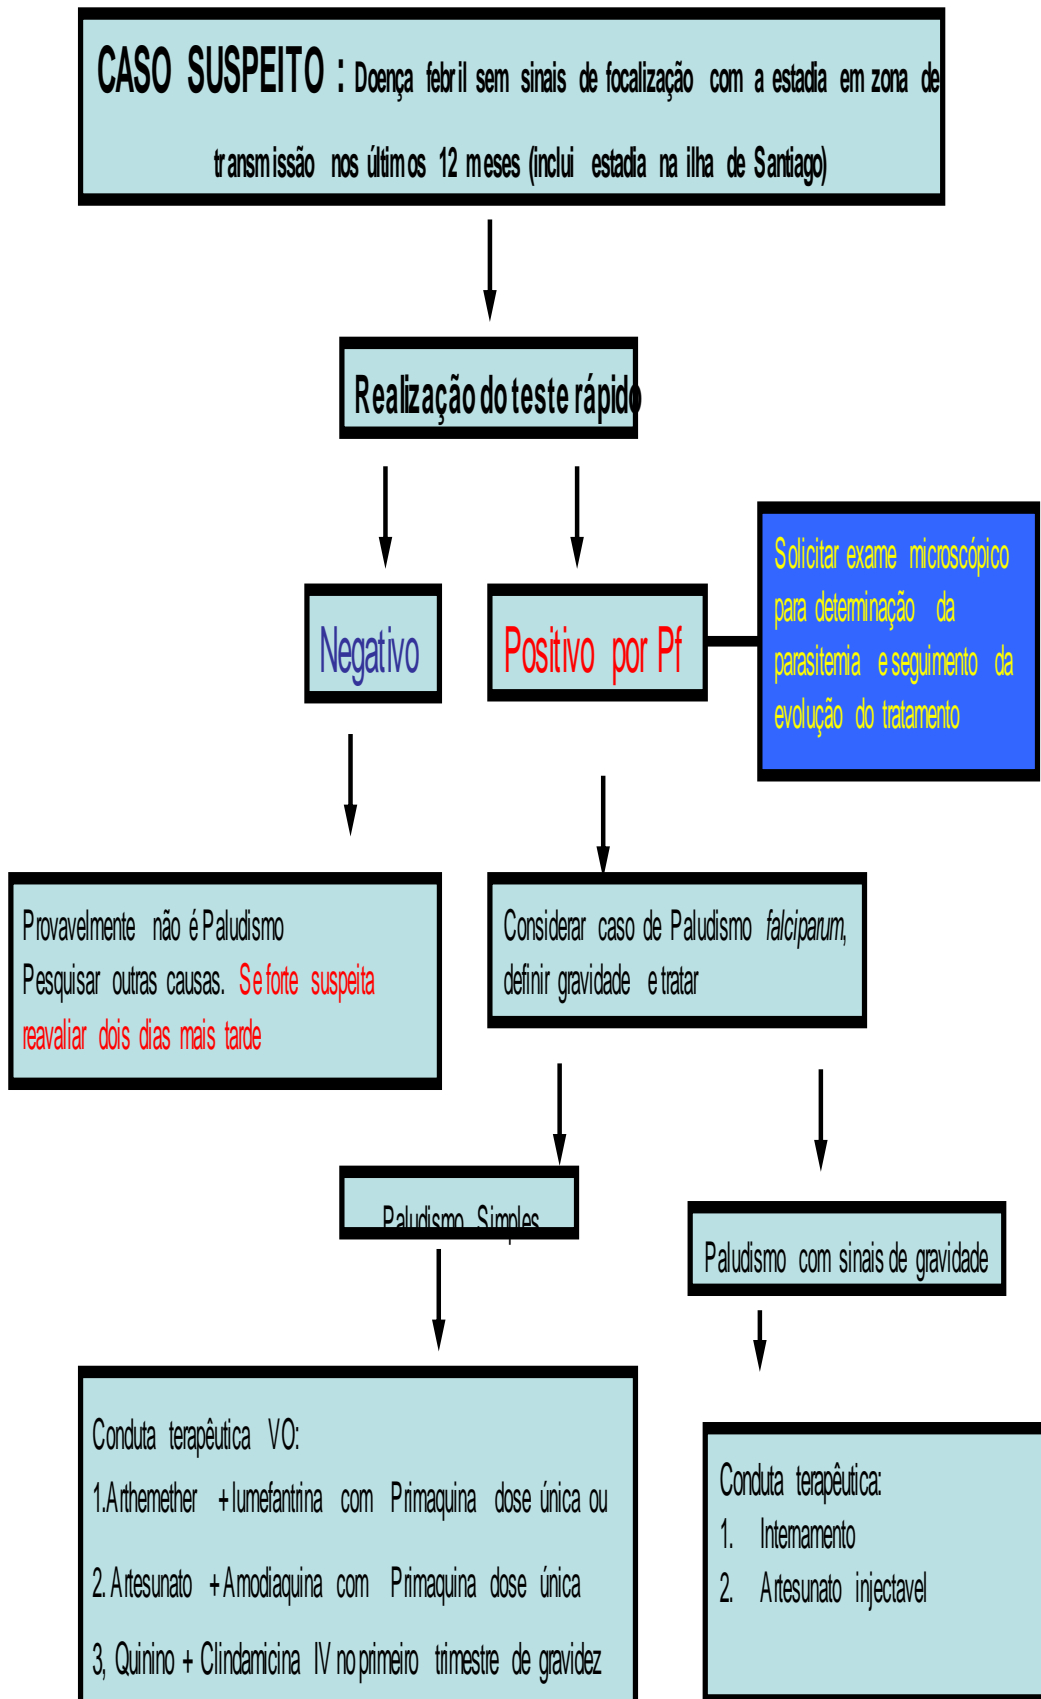 CASO SUSPEITO : Doença febril sem sinais de focalização com a estadia em zona de
transmissão nos últimos 12 meses (inclui estadia na ilha de Santiago)
Realização do teste rápido
Negativo
Positivo por Pf
Solicitar exame microscópico
para determinação da
parasitemia e seguimento da
evolução do tratamento
Provavelmente não é Paludismo
Pesquisar outras causas. Se forte suspeita
reavaliar dois dias mais tarde
Considerar caso de Paludismo falciparum,
definir gravidade e tratar
Paludismo Simples
Paludismo com sinais de gravidade
Conduta terapêutica VO:
1.Arthemether +lumefantrina com Primaquina dose única ou
2. Artesunato + Amodiaquina com Primaquina dose única
3, Quinino + Clindamicina IV no primeiro trimestre de gravidez
Conduta terapêutica:
1. Internamento
2. Artesunato injectavel